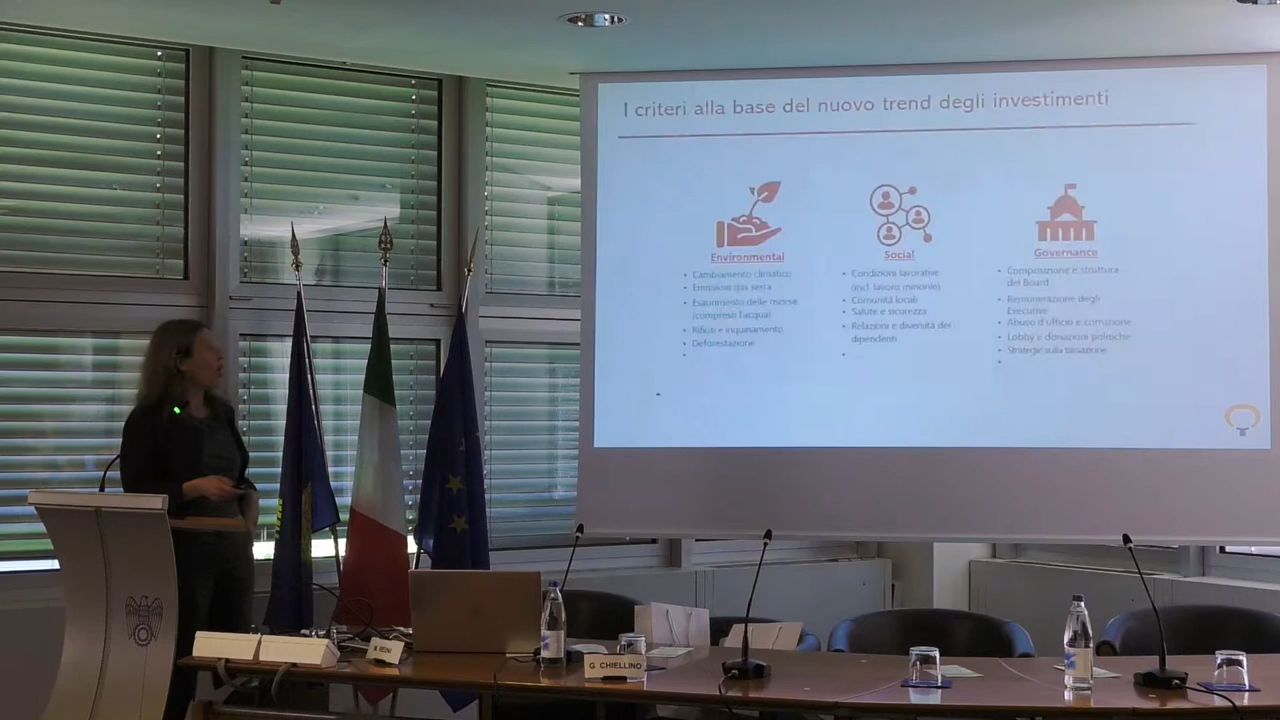 I criteri alla base del nuovo trend degli investimenti
Environmental
Cambiamento climatico
Emissioni gas serra
Esaurimento delle risorse
(compreso l'acqua)
Rifiuti e inquinamento
Deforestazione
Social
Condizioni lavorative
(incl. lavoro minorile)
Comunità locali
Salute e sicurezza
Relazioni e diversità dei
dipendenti
Governance
Composizione e struttura
del Board
Remunerazione degli
Executive
Abuso d'ufficio e corruzione
Lobby e donazioni politiche
Strategie sulla tassazione
M. REINI
G. CHIELLINO